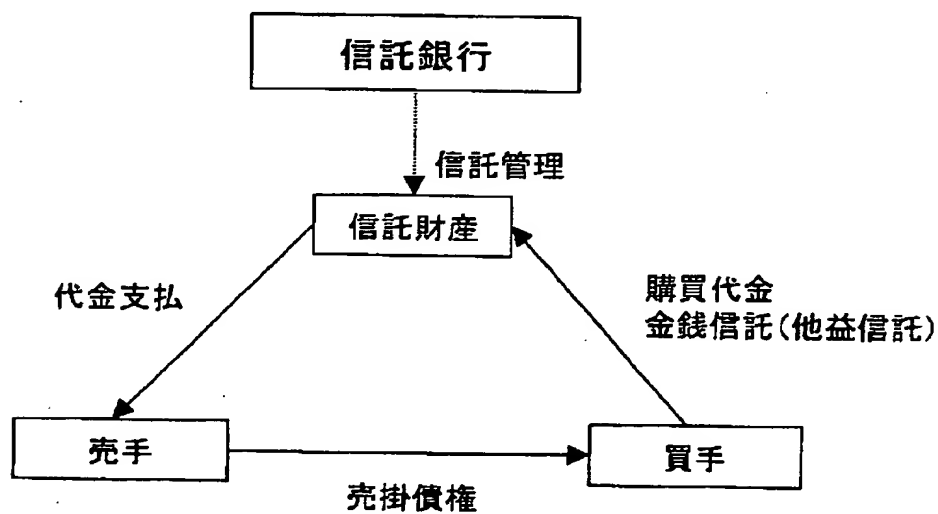 信託銀行
信託管理
信託財産
代金支払
購買代金
金銭信託(他益信託)
売手
買手
売掛債権